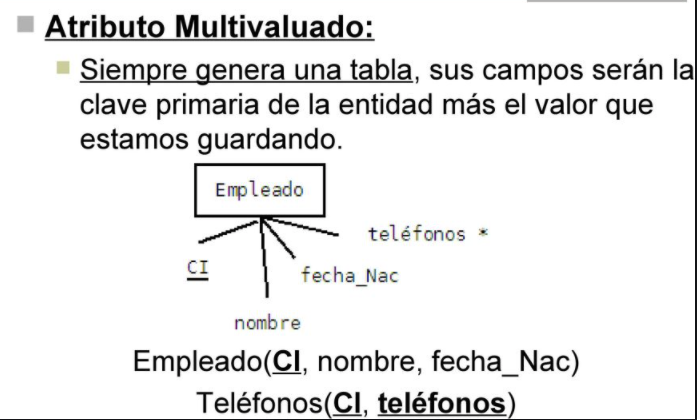 Atributo Multivaluado:
Siempre genera una tabla, sus campos serán la
clave primaria de la entidad más el valor que
estamos guardando.
Empleado
teléfonos *
CI
fecha_Nac
nombre
Empleado(CI, nombre, fecha_Nac)
Teléfonos(CI, teléfonos)